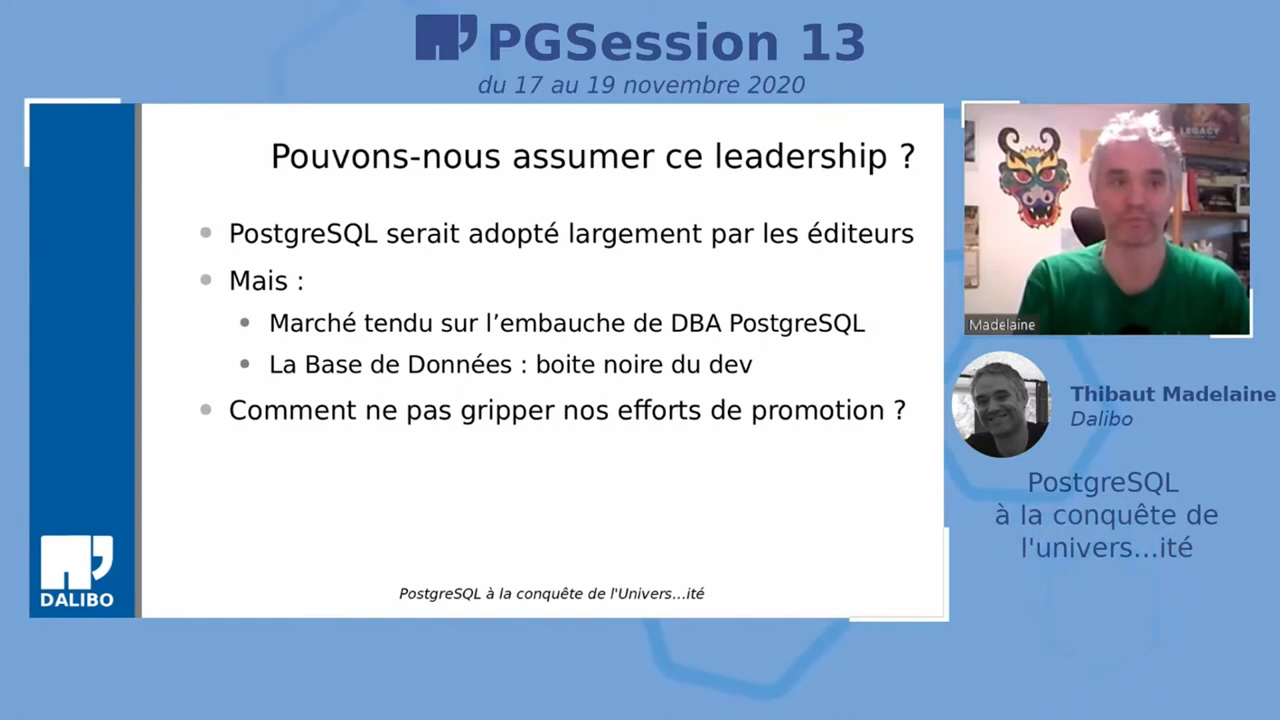 PGSession 13
du 17 au 19 novembre 2020
Pouvons-nous assumer ce leadership ?
PostgreSQL serait adopté largement par les éditeurs
Mais :
Marché tendu sur l’embauche de DBA PostgreSQL
La Base de Données : boite noire du dev
Comment ne pas gripper nos efforts de promotion ?
DALIBO
PostgreSQL à la conquête de l'Univers...ité
LEGACY
Madelaine
Thibaut Madelaine
Dalibo
PostgreSQL
à la conquête de
l'univers...ité